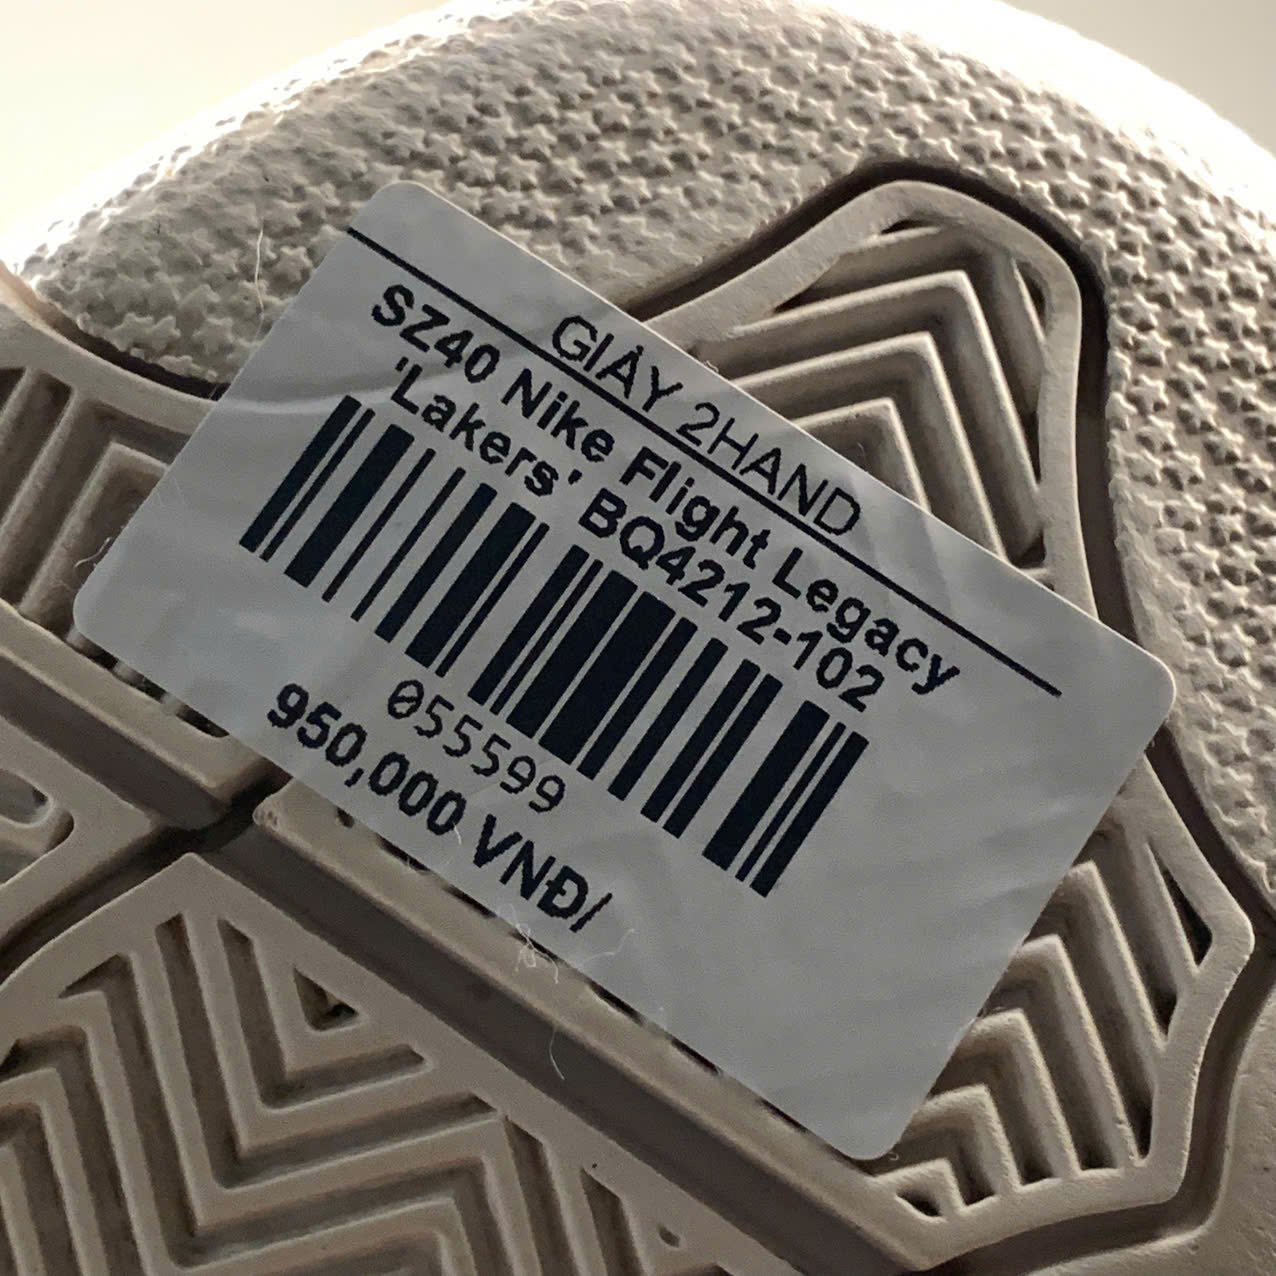 GIÀY 2HAND
SZ40 Nike Flight Legacy
'Lakers' BQ4212-102
055599
950,000 VNĐ/